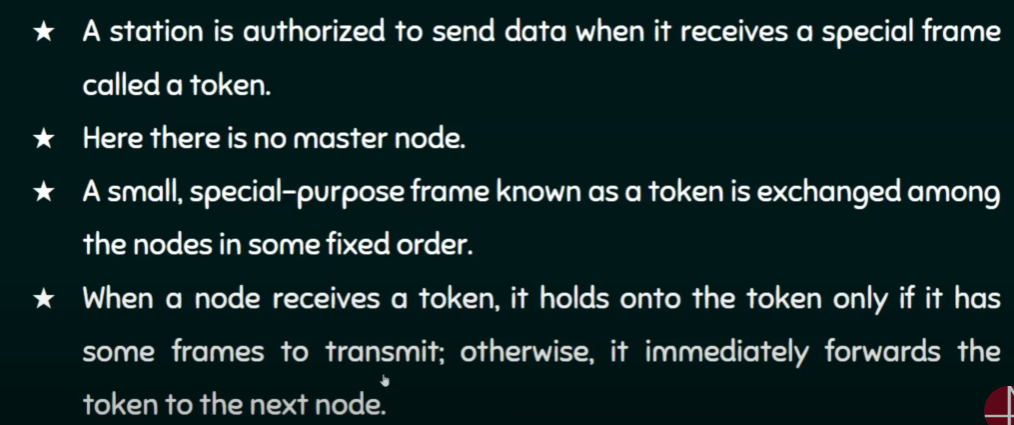 ★ A station is authorized to send data when it receives a special frame
called a token.
★ Here there is no master node.
★ A small, special-purpose frame known as a token is exchanged among
the nodes in some fixed order.
★ When a node receives a token, it holds onto the token only if it has
some frames to transmit; otherwise, it immediately forwards the
token to the next node.